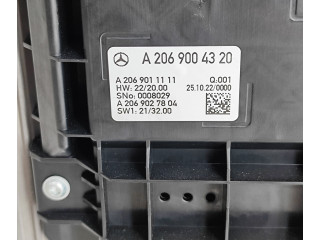 A 206 900 43 20
A 206 901 11 11 Q:001
HW: 22/20.00 25.10.22/0000
SNo: 0008029
A 206 902 78 04
SW1: 21/32.00